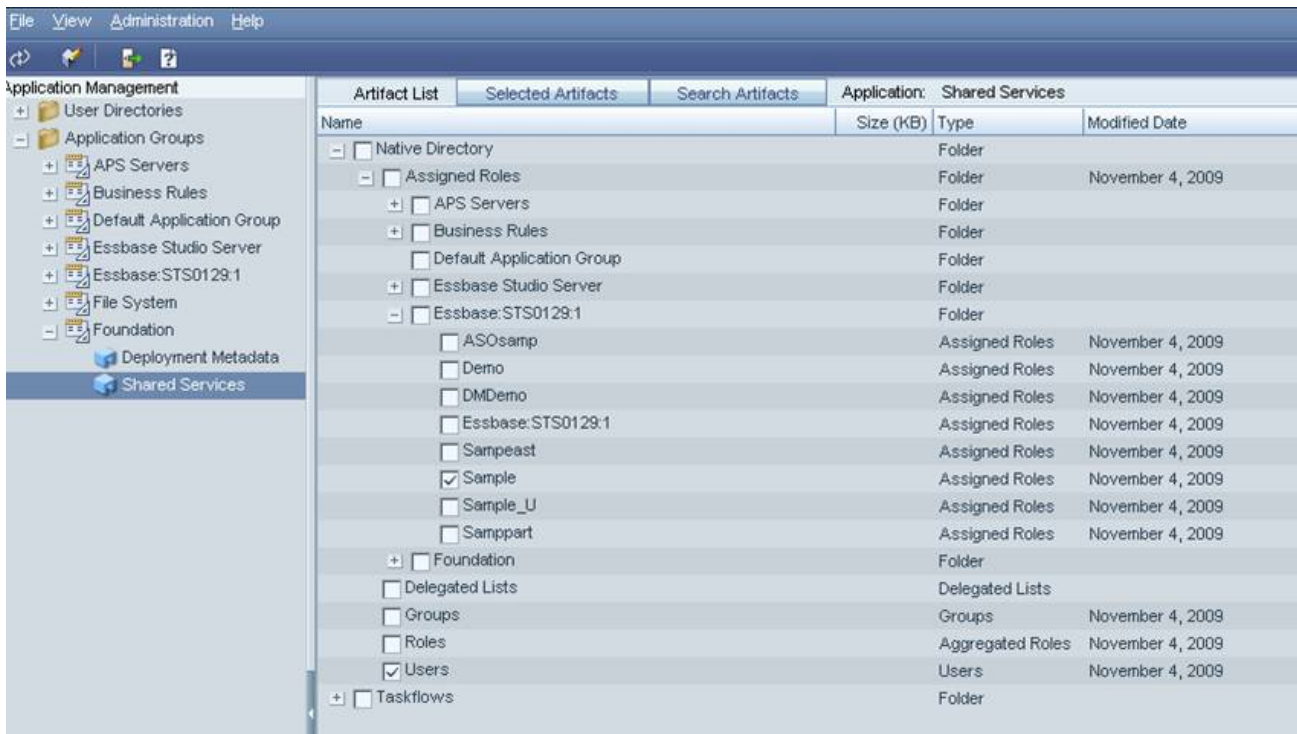 File View Administration Help
Application Management
User Directories
Application Groups
APS Servers
Business Rules
Default Application Group
Essbase Studio Server
Essbase:STS0129:1
File System
Foundation
Deployment Metadata
Shared Services
Artifact List Selected Artifacts Search Artifacts Application: Shared Services
Name Size (KB) Type Modified Date
Native Directory Folder
Assigned Roles Folder November 4, 2009
APS Servers Folder
Business Rules Folder
Default Application Group Folder
Essbase Studio Server Folder
Essbase:STS0129:1 Folder
ASOsamp Assigned Roles November 4, 2009
Demo Assigned Roles November 4, 2009
DMDemo Assigned Roles November 4, 2009
Essbase:STS0129:1 Assigned Roles November 4, 2009
Sampeast Assigned Roles November 4, 2009
Sample Assigned Roles November 4, 2009
Sample_U Assigned Roles November 4, 2009
Samppart Assigned Roles November 4, 2009
Foundation Folder
Delegated Lists Delegated Lists
Groups Groups November 4, 2009
Roles Aggregated Roles November 4, 2009
Users Users November 4, 2009
Taskflows Folder